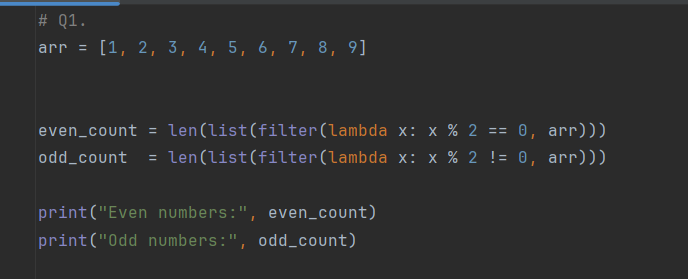 # Q1.
arr = [1, 2, 3, 4, 5, 6, 7, 8, 9]
even_count = len(list(filter(lambda x: x % 2 == 0, arr)))
odd_count  = len(list(filter(lambda x: x % 2 != 0, arr)))
print("Even numbers:", even_count)
print("Odd numbers:", odd_count)